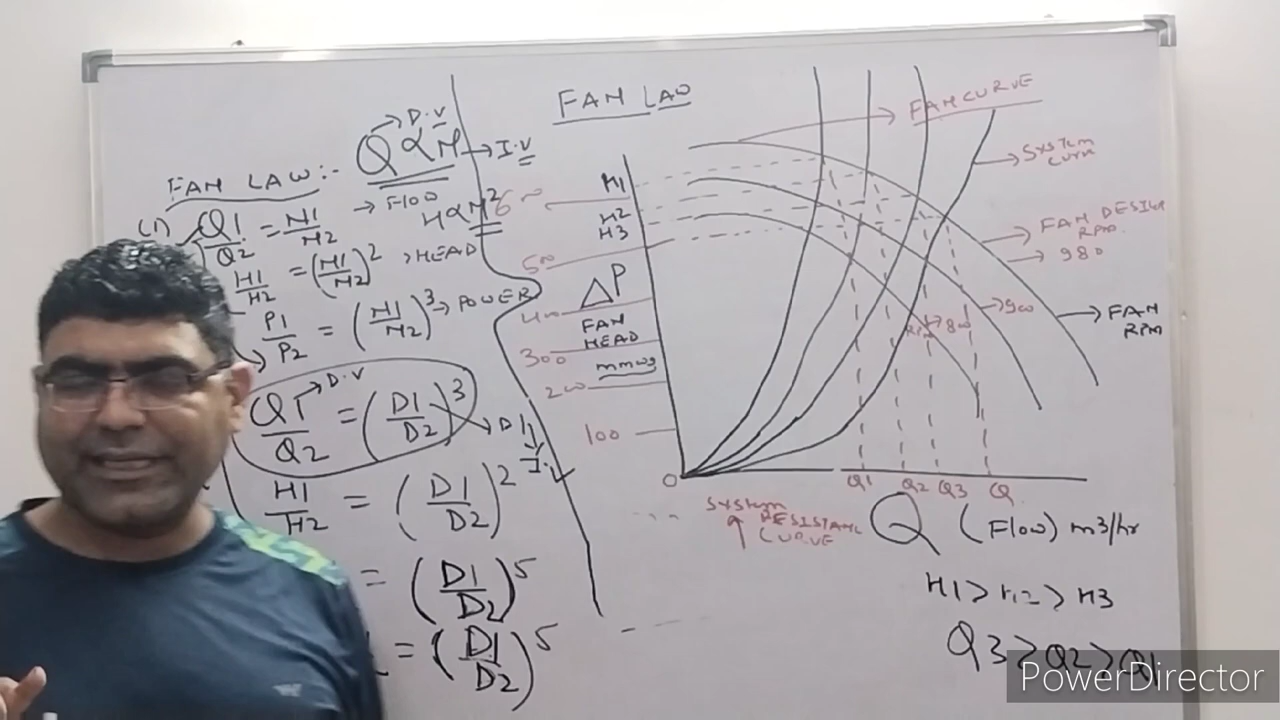 FAN LAW
FAN LAW:-
Q ∝ N
→ D.V
→ I.V
→ FLOW
H ∝ N²
(1) Q1/Q2 = N1/N2
H1/H2 = (N1/N2)² → HEAD
P1/P2 = (N1/N2)³ → POWER
Q1/Q2 = (D1/D2)³
→ D.V
H1/H2 = (D1/D2)²
= (D1/D2)⁵
= (D1/D2)⁵
FAN CURVE
SYSTEM CURVE
FAN DESIGN RPM
→ 980
→ 900
RPM → 800
FAN RPM
H1
H2
H3
ΔP
FAN HEAD
mmwg
600
500
400
300
200
100
0
Q1 Q2 Q3 Q
SYSTEM RESISTANCE CURVE
Q (Flow) m3/hr
H1 > H2 > H3
Q3 > Q2 > Q1
PowerDirector